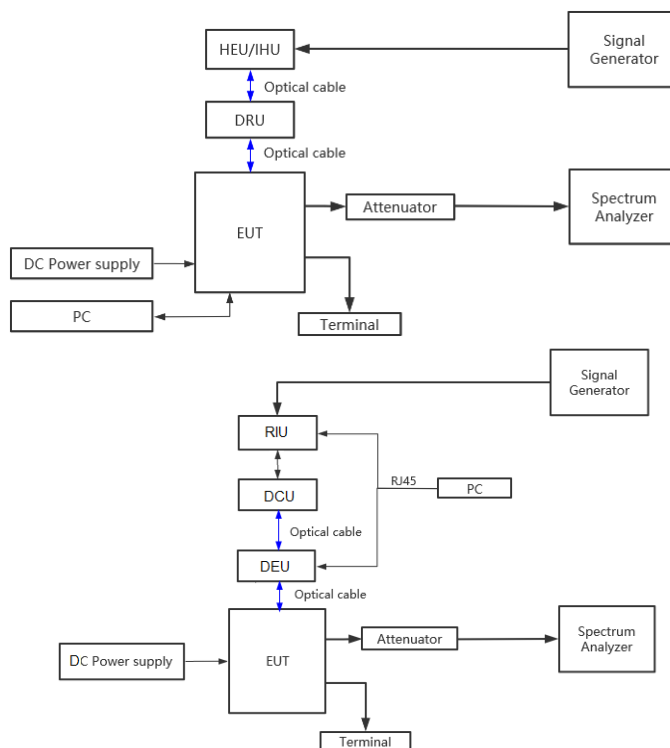 Signal
Generator
HEU/IHU
Optical cable
DRU
Optical cable
EUT
Attenuator
Spectrum
Analyzer
DC Power supply
PC
Terminal
Signal
Generator
RIU
RJ45
PC
DCU
Optical cable
DEU
Optical cable
EUT
Attenuator
Spectrum
Analyzer
DC Power supply
Terminal